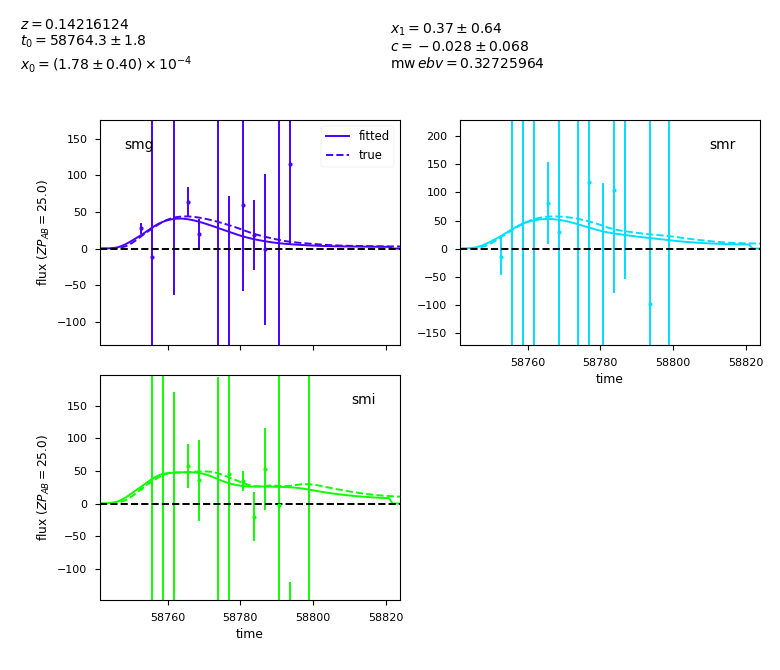 z = 0.14216124
t₀ = 58764.3 ± 1.8
x₀ = (1.78 ± 0.40) × 10⁻⁴
x₁ = 0.37 ± 0.64
c = −0.028 ± 0.068
mw ebv = 0.32725964
smg
fitted
true
150
100
50
0
−50
−100
flux (ZP_AB = 25.0)
smr
200
150
100
50
0
−50
−100
−150
58760 58780 58800 58820
time
smi
150
100
50
0
−50
−100
flux (ZP_AB = 25.0)
58760 58780 58800 58820
time